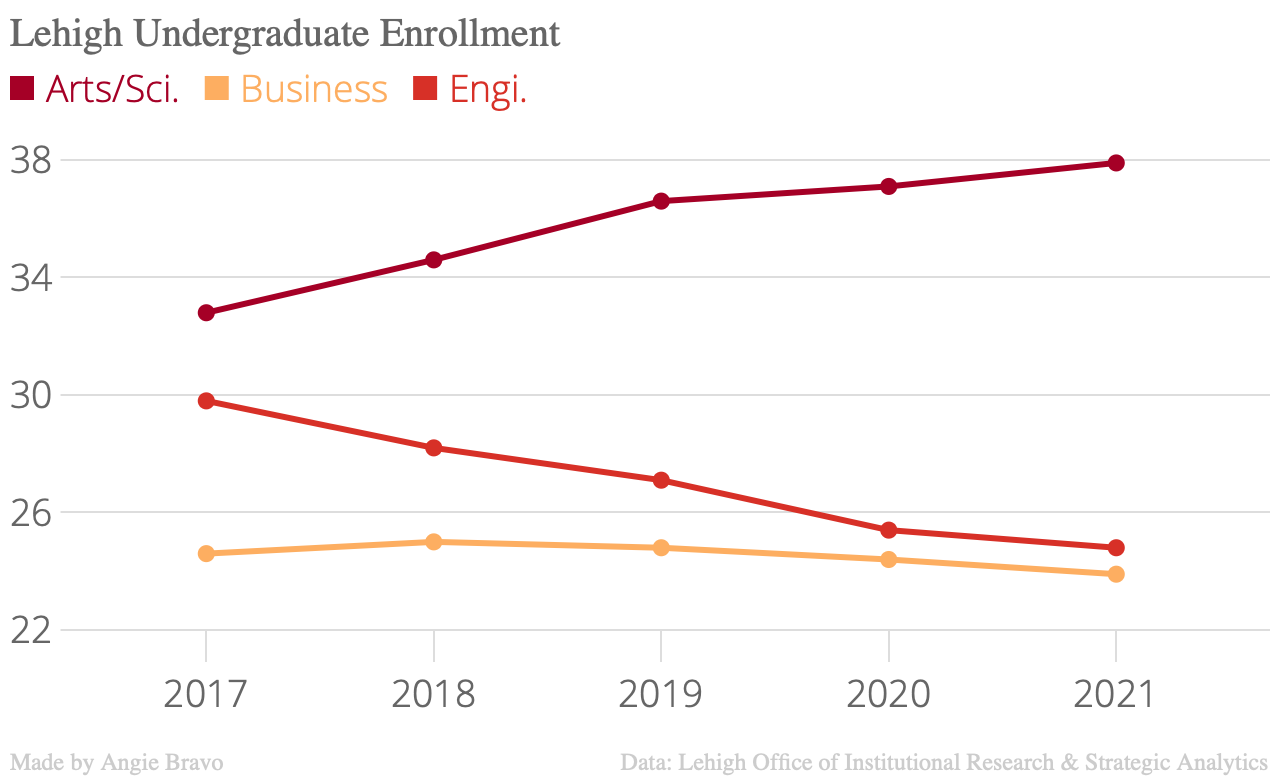 Lehigh Undergraduate Enrollment
Arts/Sci. Business Engi.
38
34
30
26
22
2017 2018 2019 2020 2021
Made by Angie Bravo Data: Lehigh Office of Institutional Research & Strategic Analytics